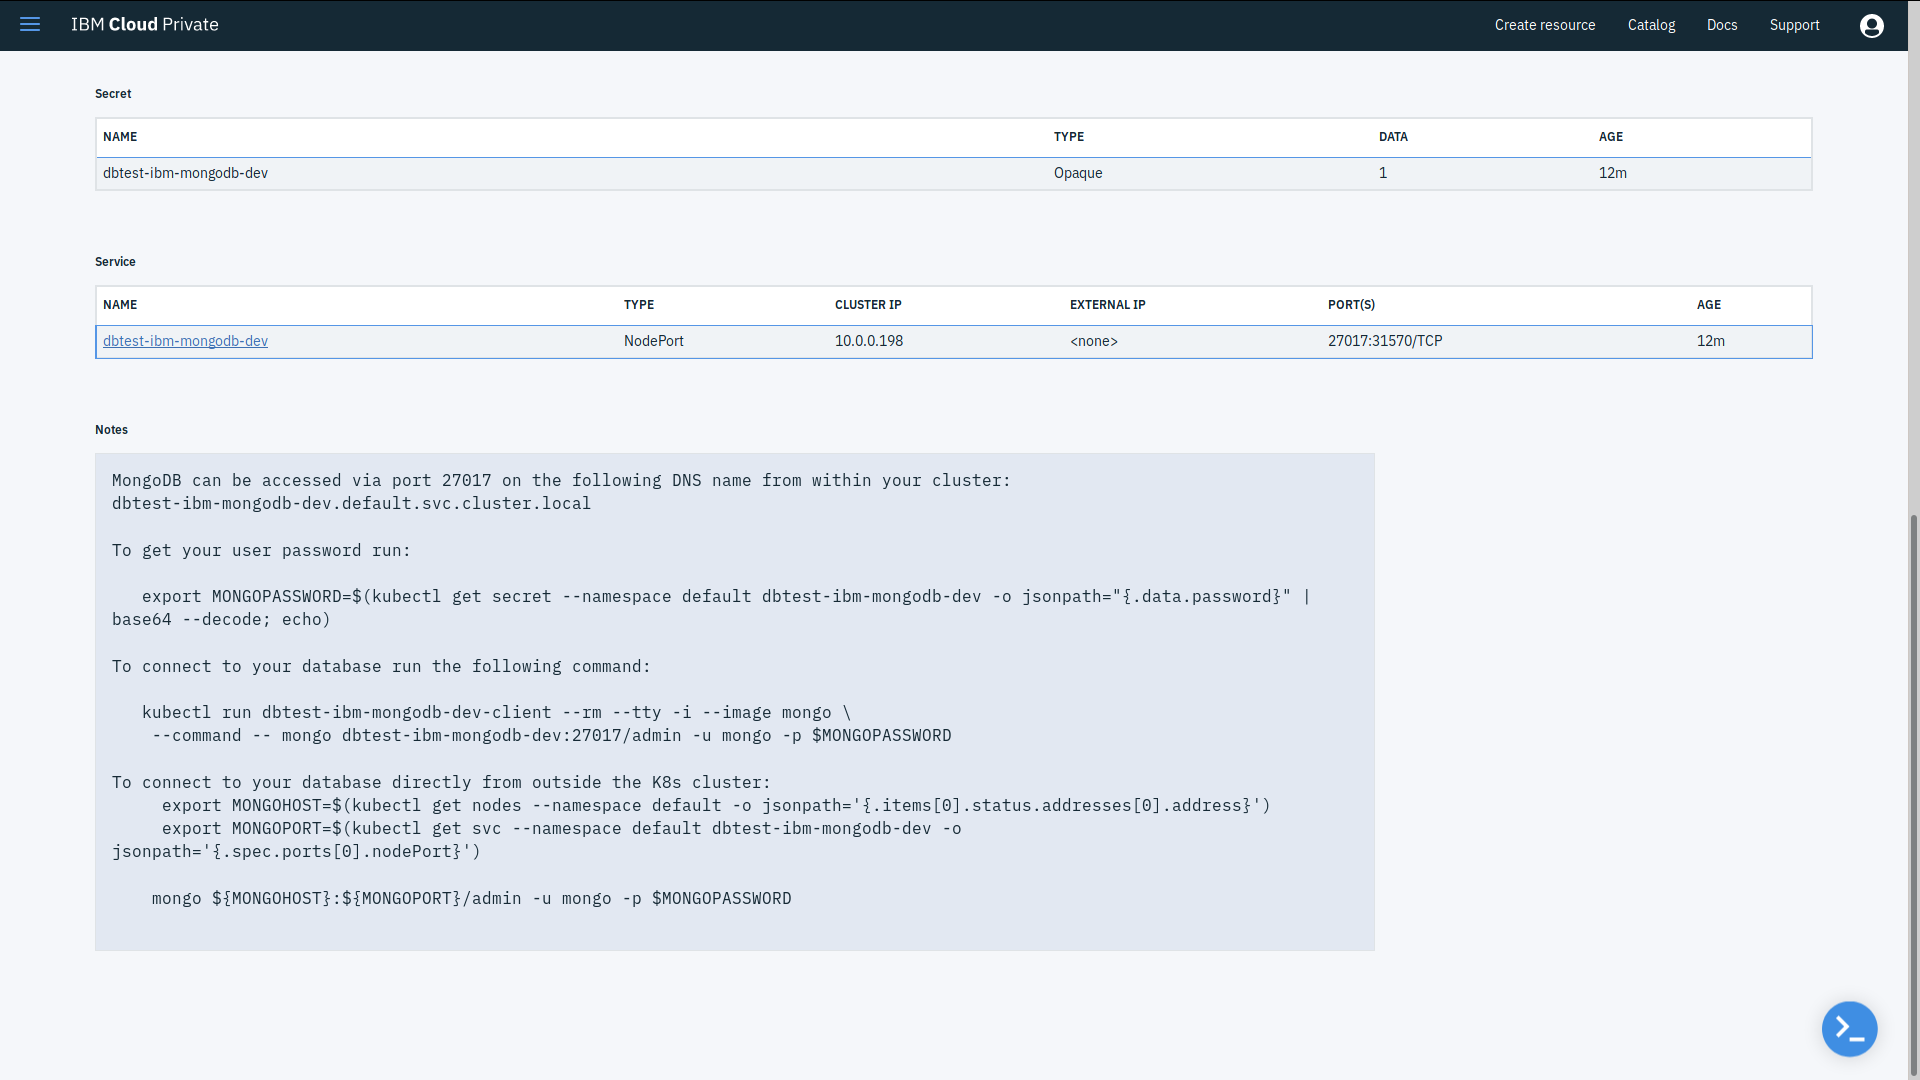 IBM Cloud Private
Create resource Catalog Docs Support
Secret
NAME TYPE DATA AGE
dbtest-ibm-mongodb-dev Opaque 1 12m
Service
NAME TYPE CLUSTER IP EXTERNAL IP PORT(S) AGE
dbtest-ibm-mongodb-dev NodePort 10.0.0.198 <none> 27017:31570/TCP 12m
Notes
MongoDB can be accessed via port 27017 on the following DNS name from within your cluster:
dbtest-ibm-mongodb-dev.default.svc.cluster.local
To get your user password run:
export MONGOPASSWORD=$(kubectl get secret --namespace default dbtest-ibm-mongodb-dev -o jsonpath="{.data.password}" |
base64 --decode; echo)
To connect to your database run the following command:
kubectl run dbtest-ibm-mongodb-dev-client --rm --tty -i --image mongo \
--command -- mongo dbtest-ibm-mongodb-dev:27017/admin -u mongo -p $MONGOPASSWORD
To connect to your database directly from outside the K8s cluster:
export MONGOHOST=$(kubectl get nodes --namespace default -o jsonpath='{.items[0].status.addresses[0].address}')
export MONGOPORT=$(kubectl get svc --namespace default dbtest-ibm-mongodb-dev -o
jsonpath='{.spec.ports[0].nodePort}')
mongo ${MONGOHOST}:${MONGOPORT}/admin -u mongo -p $MONGOPASSWORD